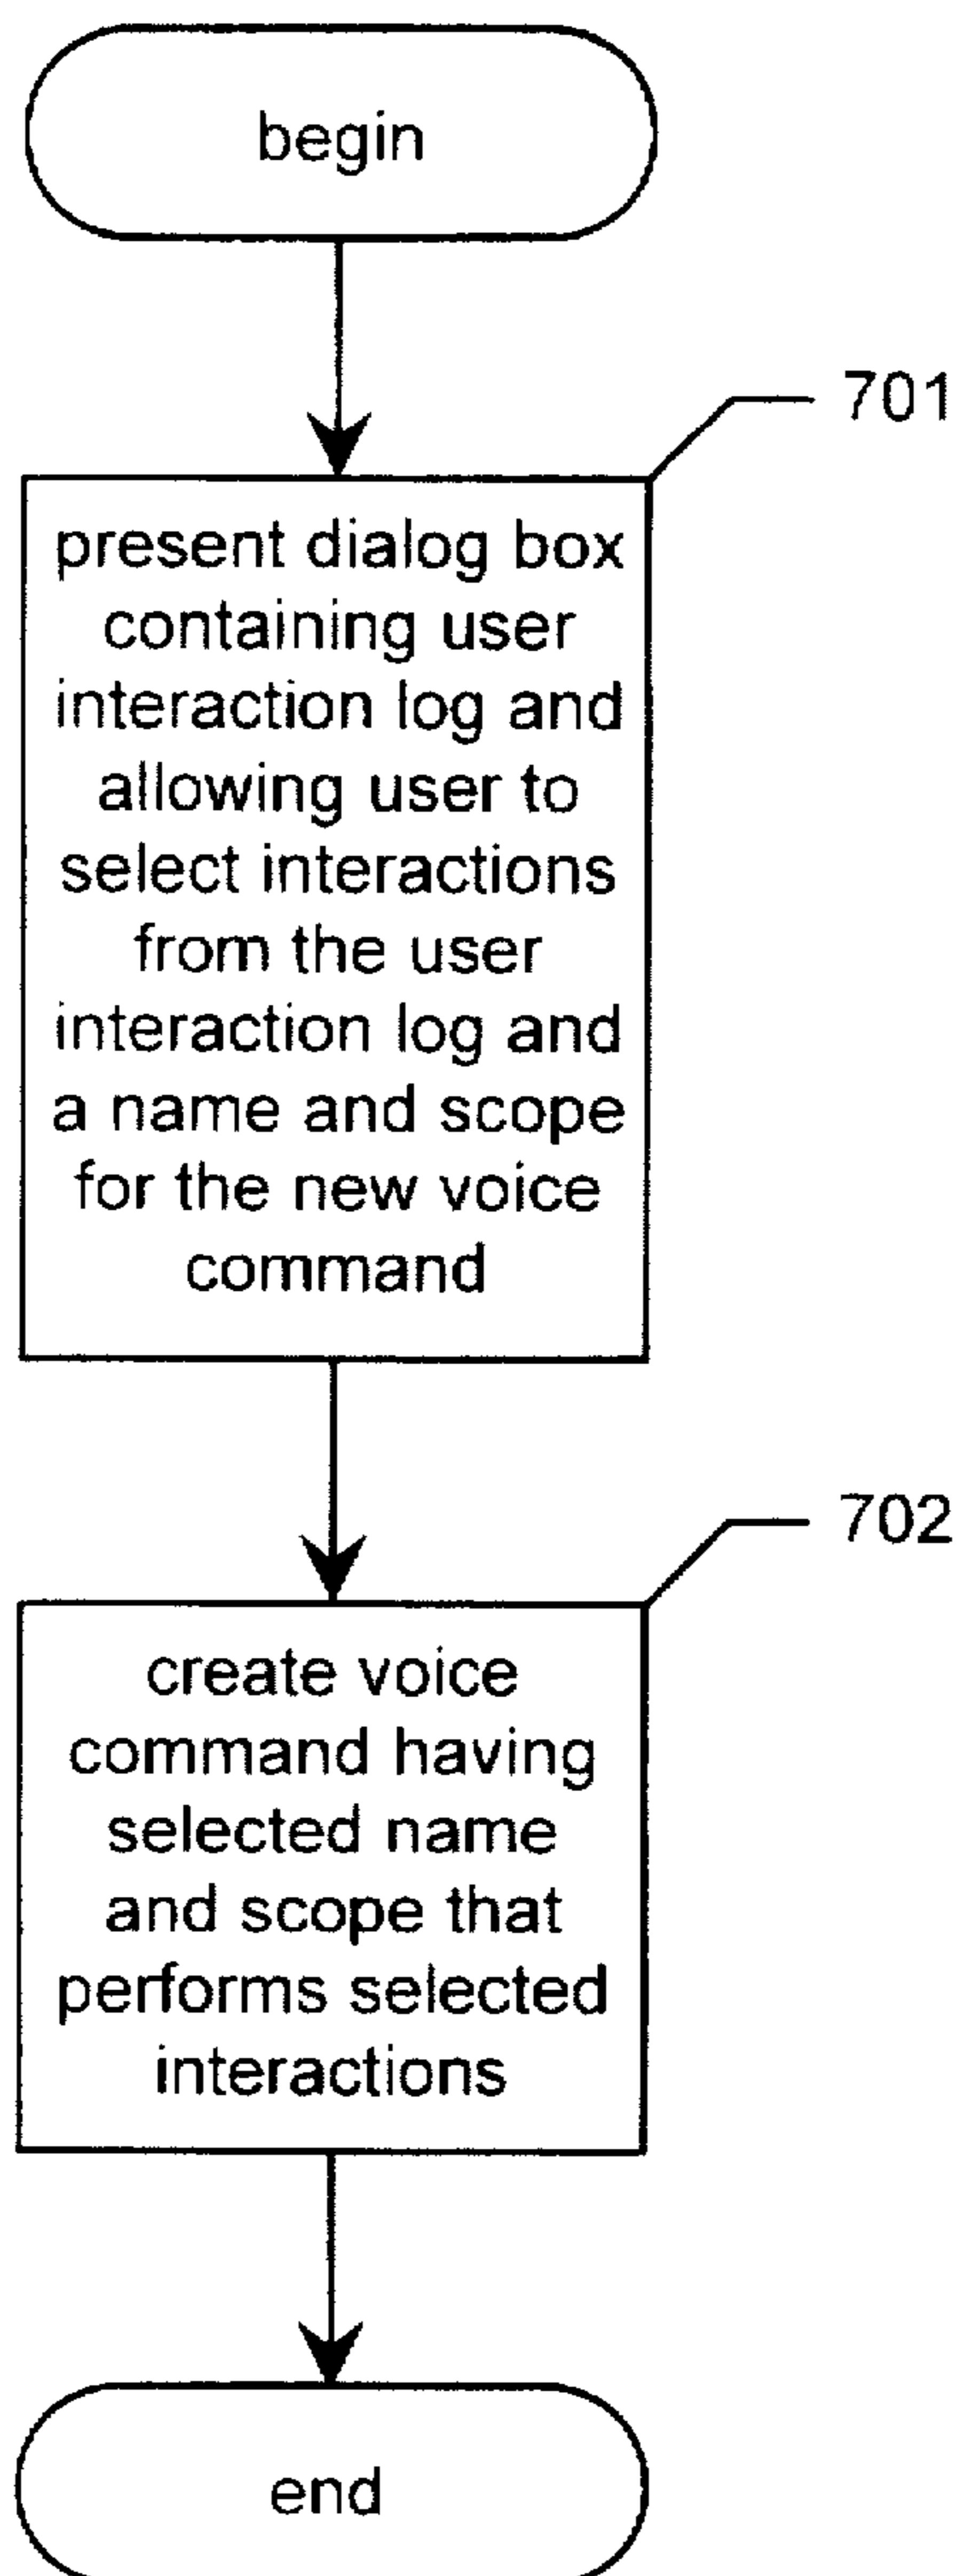 begin
701
present dialog box
containing user
interaction log and
allowing user to
select interactions
from the user
interaction log and
a name and scope
for the new voice
command
702
create voice
command having
selected name
and scope that
performs selected
interactions
end